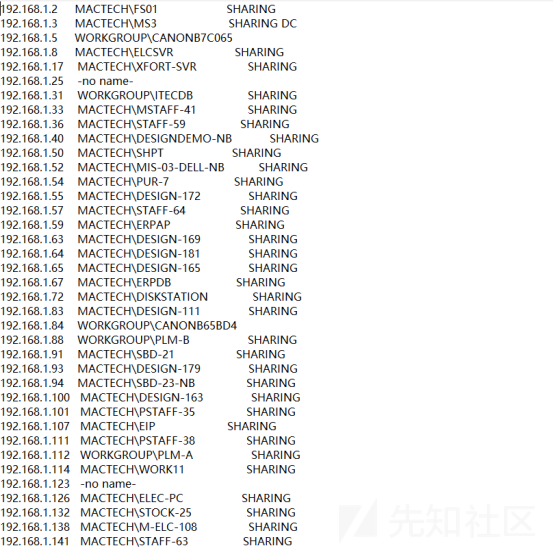 192.168.1.2 MACTECH\FS01 SHARING
192.168.1.3 MACTECH\MS3 SHARING DC
192.168.1.5 WORKGROUP\CANONB7C065
192.168.1.8 MACTECH\ELCSVR SHARING
192.168.1.17 MACTECH\XFORT-SVR SHARING
192.168.1.25 -no name-
192.168.1.31 WORKGROUP\ITECDB SHARING
192.168.1.33 MACTECH\MSTAFF-41 SHARING
192.168.1.36 MACTECH\STAFF-59 SHARING
192.168.1.40 MACTECH\DESIGNDEMO-NB SHARING
192.168.1.50 MACTECH\SHPT SHARING
192.168.1.52 MACTECH\MIS-03-DELL-NB SHARING
192.168.1.54 MACTECH\PUR-7 SHARING
192.168.1.55 MACTECH\DESIGN-172 SHARING
192.168.1.57 MACTECH\STAFF-64 SHARING
192.168.1.59 MACTECH\ERPAP SHARING
192.168.1.63 MACTECH\DESIGN-169 SHARING
192.168.1.64 MACTECH\DESIGN-181 SHARING
192.168.1.65 MACTECH\DESIGN-165 SHARING
192.168.1.67 MACTECH\ERPDB SHARING
192.168.1.72 MACTECH\DISKSTATION SHARING
192.168.1.83 MACTECH\DESIGN-111 SHARING
192.168.1.84 WORKGROUP\CANONB65BD4
192.168.1.88 WORKGROUP\PLM-B SHARING
192.168.1.91 MACTECH\SBD-21 SHARING
192.168.1.93 MACTECH\DESIGN-179 SHARING
192.168.1.94 MACTECH\SBD-23-NB SHARING
192.168.1.100 MACTECH\DESIGN-163 SHARING
192.168.1.101 MACTECH\PSTAFF-35 SHARING
192.168.1.107 MACTECH\EIP SHARING
192.168.1.111 MACTECH\PSTAFF-38 SHARING
192.168.1.112 WORKGROUP\PLM-A SHARING
192.168.1.114 MACTECH\WORK11 SHARING
192.168.1.123 -no name-
192.168.1.126 MACTECH\ELEC-PC SHARING
192.168.1.132 MACTECH\STOCK-25 SHARING
192.168.1.138 MACTECH\M-ELC-108 SHARING
192.168.1.141 MACTECH\STAFF-63 SHARING
先知社区